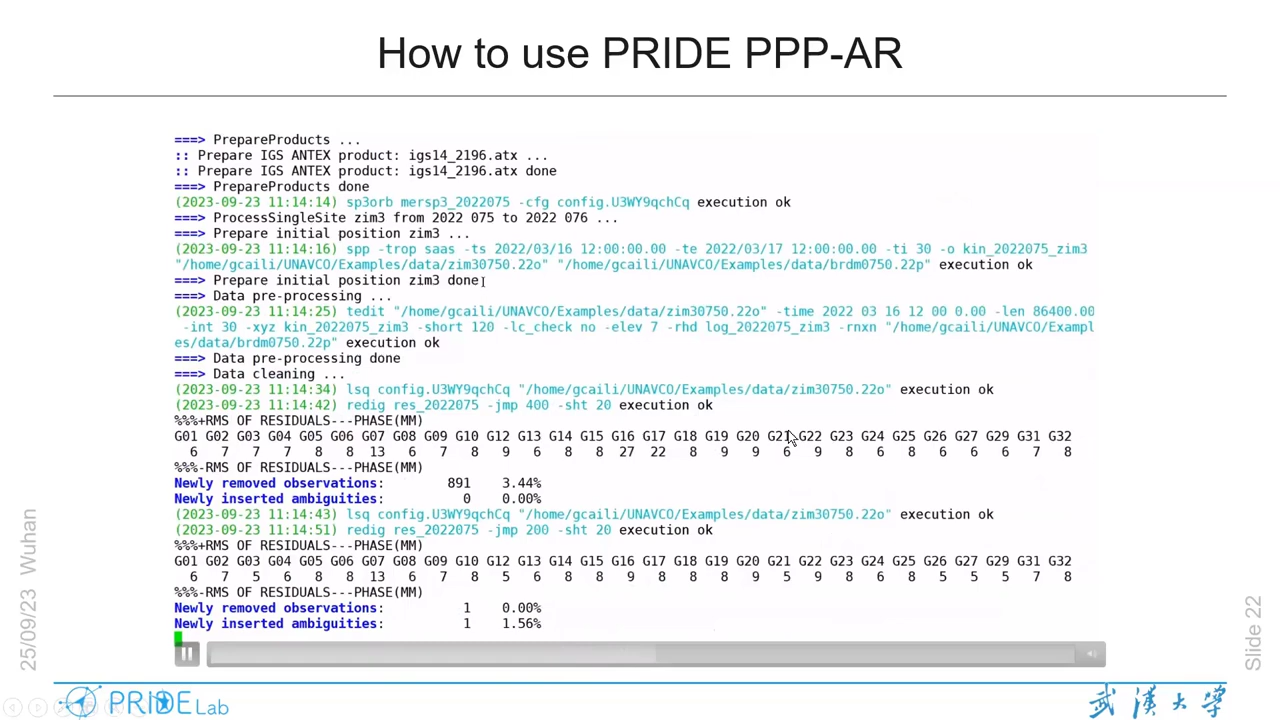 How to use PRIDE PPP-AR
===> PrepareProducts ...
:: Prepare IGS ANTEX product: igs14_2196.atx ...
:: Prepare IGS ANTEX product: igs14_2196.atx done
===> PrepareProducts done
(2023-09-23 11:14:14) sp3orb mersp3_2022075 -cfg config.U3WY9qchCq execution ok
===> ProcessSingleSite zim3 from 2022 075 to 2022 076 ...
===> Prepare initial position zim3 ...
(2023-09-23 11:14:16) spp -trop saas -ts 2022/03/16 12:00:00.00 -te 2022/03/17 12:00:00.00 -ti 30 -o kin_2022075_zim3
"/home/gcaili/UNAVCO/Examples/data/zim30750.22o" "/home/gcaili/UNAVCO/Examples/data/brdm0750.22p" execution ok
===> Prepare initial position zim3 done
===> Data pre-processing ...
(2023-09-23 11:14:25) tedit "/home/gcaili/UNAVCO/Examples/data/zim30750.22o" -time 2022 03 16 12 00 0.00 -len 86400.00
-int 30 -xyz kin_2022075_zim3 -short 120 -lc_check no -elev 7 -rhd log_2022075_zim3 -rnxn "/home/gcaili/UNAVCO/Exampl
es/data/brdm0750.22p" execution ok
===> Data pre-processing done
===> Data cleaning ...
(2023-09-23 11:14:34) lsq config.U3WY9qchCq "/home/gcaili/UNAVCO/Examples/data/zim30750.22o" execution ok
(2023-09-23 11:14:42) redig res_2022075 -jmp 400 -sht 20 execution ok
%%%+RMS OF RESIDUALS---PHASE(MM)
G01 G02 G03 G04 G05 G06 G07 G08 G09 G10 G12 G13 G14 G15 G16 G17 G18 G19 G20 G21 G22 G23 G24 G25 G26 G27 G29 G31 G32
6 7 7 7 8 8 13 6 7 8 9 6 8 8 27 22 8 9 9 6 9 8 6 8 6 6 6 7 8
%%%-RMS OF RESIDUALS---PHASE(MM)
Newly removed observations: 891 3.44%
Newly inserted ambiguities: 0 0.00%
(2023-09-23 11:14:43) lsq config.U3WY9qchCq "/home/gcaili/UNAVCO/Examples/data/zim30750.22o" execution ok
(2023-09-23 11:14:51) redig res_2022075 -jmp 200 -sht 20 execution ok
%%%+RMS OF RESIDUALS---PHASE(MM)
G01 G02 G03 G04 G05 G06 G07 G08 G09 G10 G12 G13 G14 G15 G16 G17 G18 G19 G20 G21 G22 G23 G24 G25 G26 G27 G29 G31 G32
6 7 5 6 8 8 13 6 7 8 5 6 8 8 9 8 8 8 9 5 9 8 6 8 5 5 5 7 8
%%%-RMS OF RESIDUALS---PHASE(MM)
Newly removed observations: 1 0.00%
Newly inserted ambiguities: 1 1.56%
25/09/23 Wuhan
Slide 22
PRIDE Lab
武漢大学